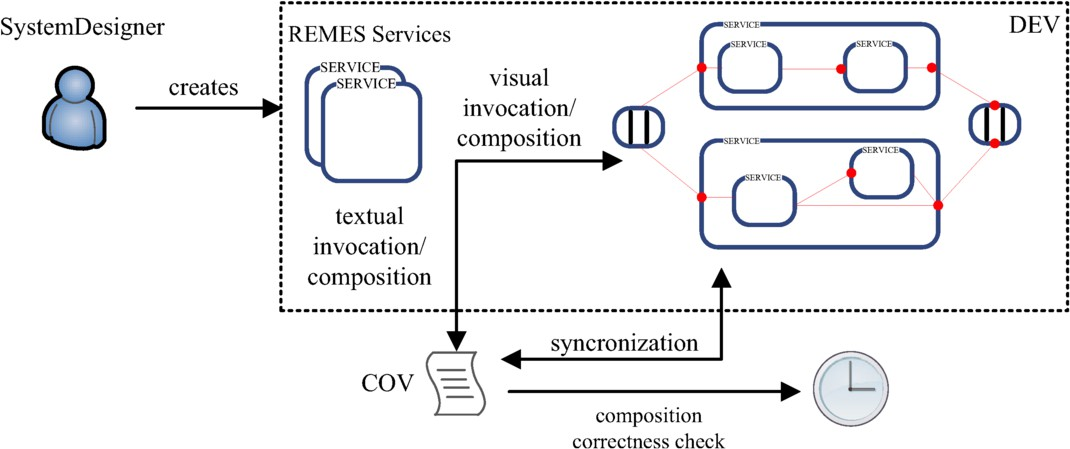 SystemDesigner
creates
REMES Services
SERVICE
SERVICE
visual
invocation/
composition
textual
invocation/
composition
DEV
SERVICE
SERVICE
SERVICE
SERVICE
SERVICE
SERVICE
syncronization
COV
composition
correctness check